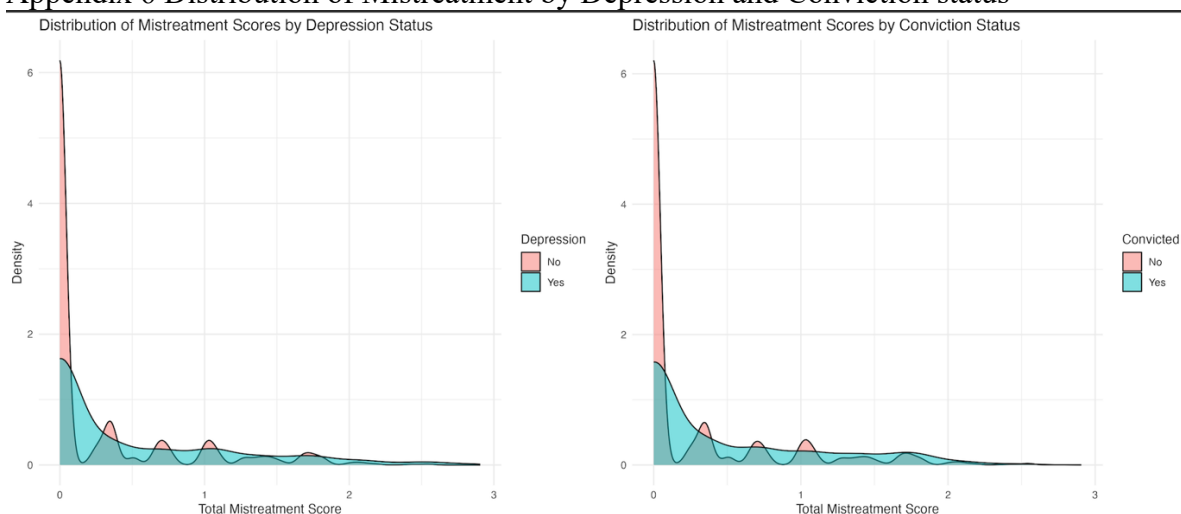 Appendix 6 Distribution of Mistreatment by Depression and Conviction status
Distribution of Mistreatment Scores by Depression Status
6
4
2
0
Density
0 1 2 3
Total Mistreatment Score
Depression
No
Yes
Distribution of Mistreatment Scores by Conviction Status
6
4
2
0
Density
0 1 2 3
Total Mistreatment Score
Convicted
No
Yes